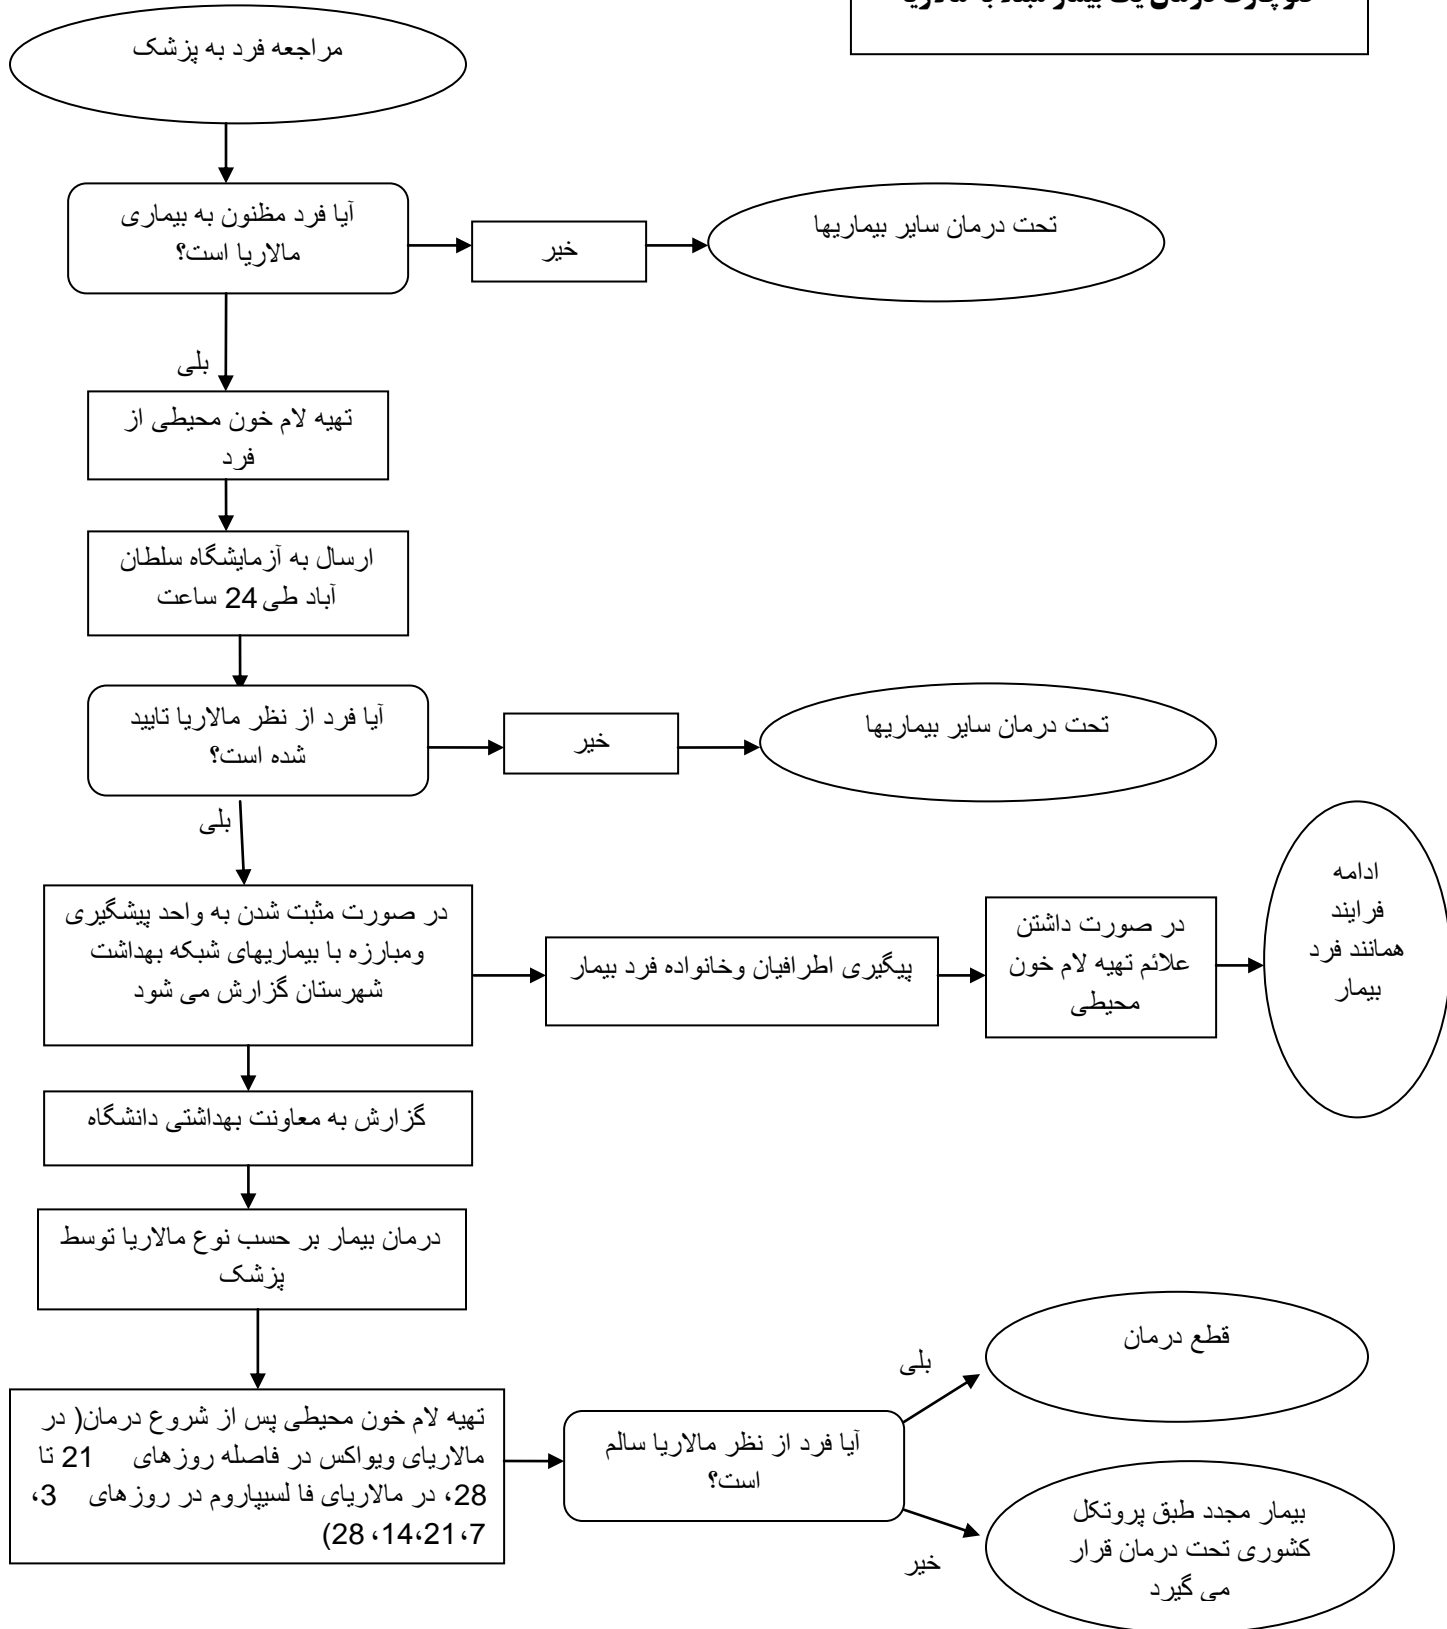 فلوچارت درمان یک بیمار مبتلا به مالاریا
مراجعه فرد به پزشک
آیا فرد مظنون به بیماری
مالاریا است؟
خیر
تحت درمان سایر بیماریها
بلی
تهیه لام خون محیطی از
فرد
ارسال به آزمایشگاه سلطان
آباد طی 24 ساعت
آیا فرد از نظر مالاریا تایید
شده است؟
خیر
تحت درمان سایر بیماریها
بلی
در صورت مثبت شدن به واحد پیشگیری
ومبارزه با بیماریهای شبکه بهداشت
شهرستان گزارش می شود
پیگیری اطرافیان وخانواده فرد بیمار
در صورت داشتن
علائم تهیه لام خون
محیطی
ادامه
فرایند
همانند فرد
بیمار
گزارش به معاونت بهداشتی دانشگاه
درمان بیمار بر حسب نوع مالاریا توسط
پزشک
تهیه لام خون محیطی پس از شروع درمان( در
مالاریای ویواکس در فاصله روزهای 21 تا
28، در مالاریای فا لسیپاروم در روزهای 3،
7،14،21، 28)
آیا فرد از نظر مالاریا سالم
است؟
بلی
قطع درمان
خیر
بیمار مجدد طبق پروتکل
کشوری تحت درمان قرار
می گیرد